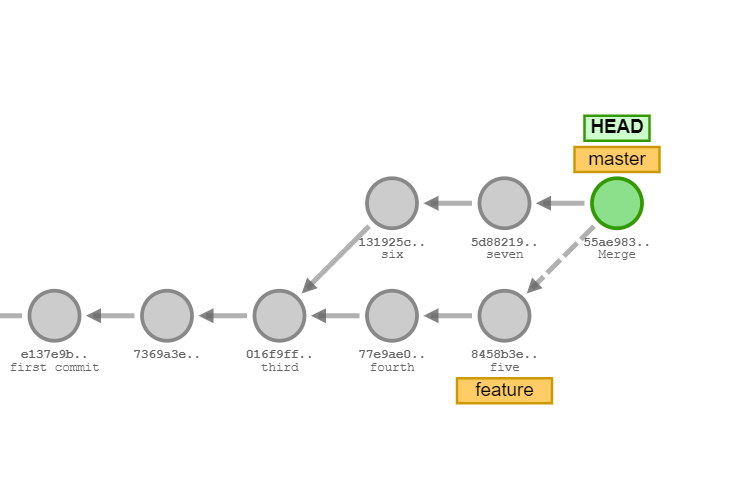 HEAD
master
131925c..
six
5d88219..
seven
55ae983..
Merge
e137e9b..
first commit
7369a3e..
016f9ff..
third
77e9ae0..
fourth
8458b3e..
five
feature